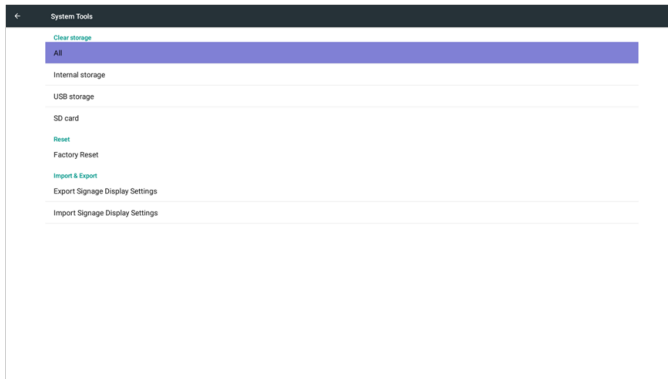 System Tools
Clear storage
All
Internal storage
USB storage
SD card
Reset
Factory Reset
Import & Export
Export Signage Display Settings
Import Signage Display Settings